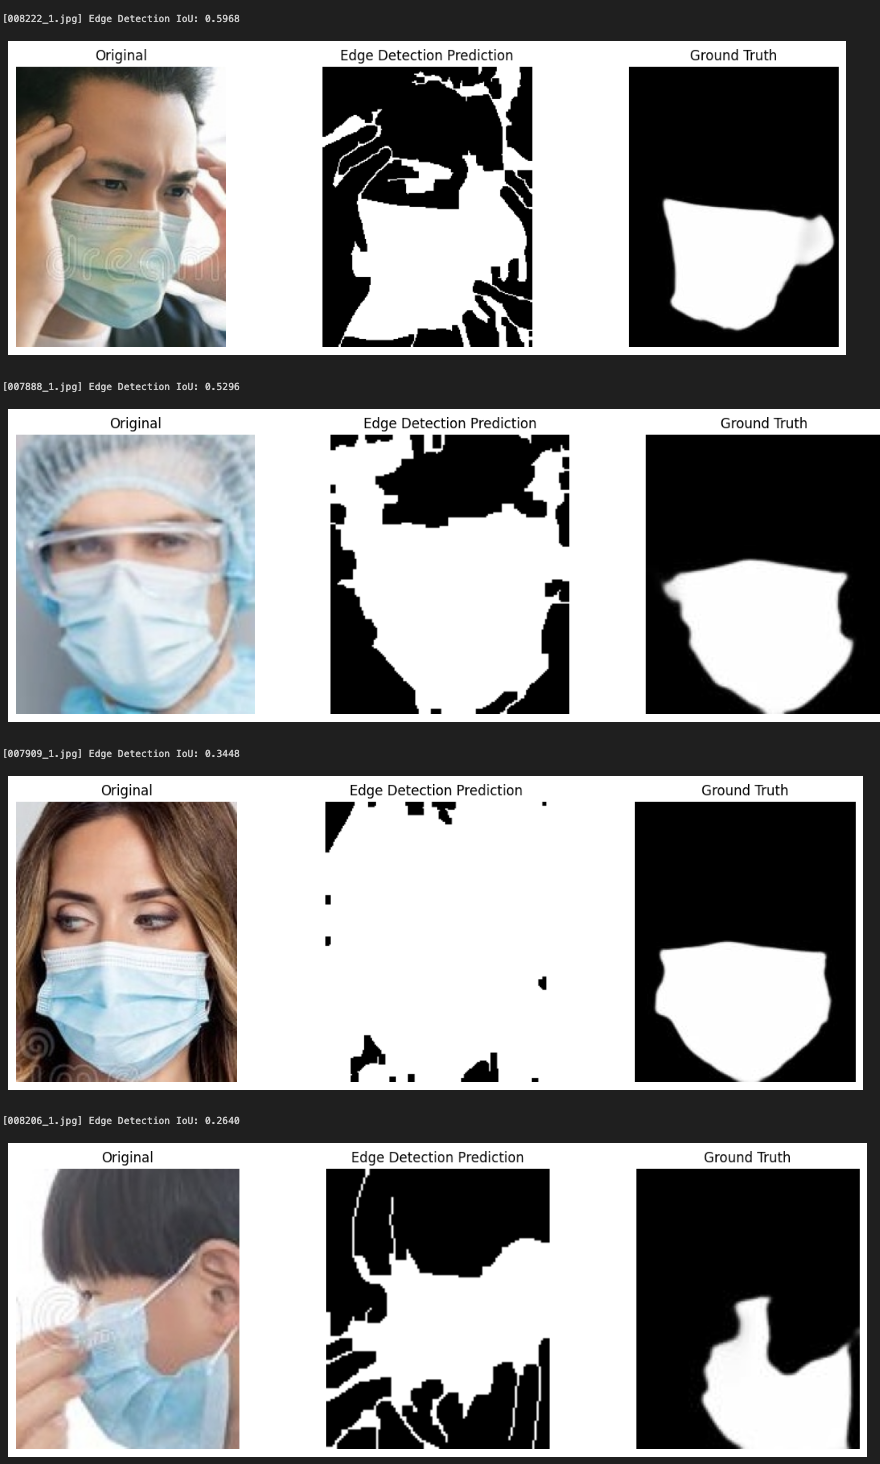 [008222_1.jpg] Edge Detection IoU: 0.5968
Original Edge Detection Prediction Ground Truth
dream
[007888_1.jpg] Edge Detection IoU: 0.5296
Original Edge Detection Prediction Ground Truth
[007909_1.jpg] Edge Detection IoU: 0.3448
Original Edge Detection Prediction Ground Truth
[008206_1.jpg] Edge Detection IoU: 0.2640
Original Edge Detection Prediction Ground Truth